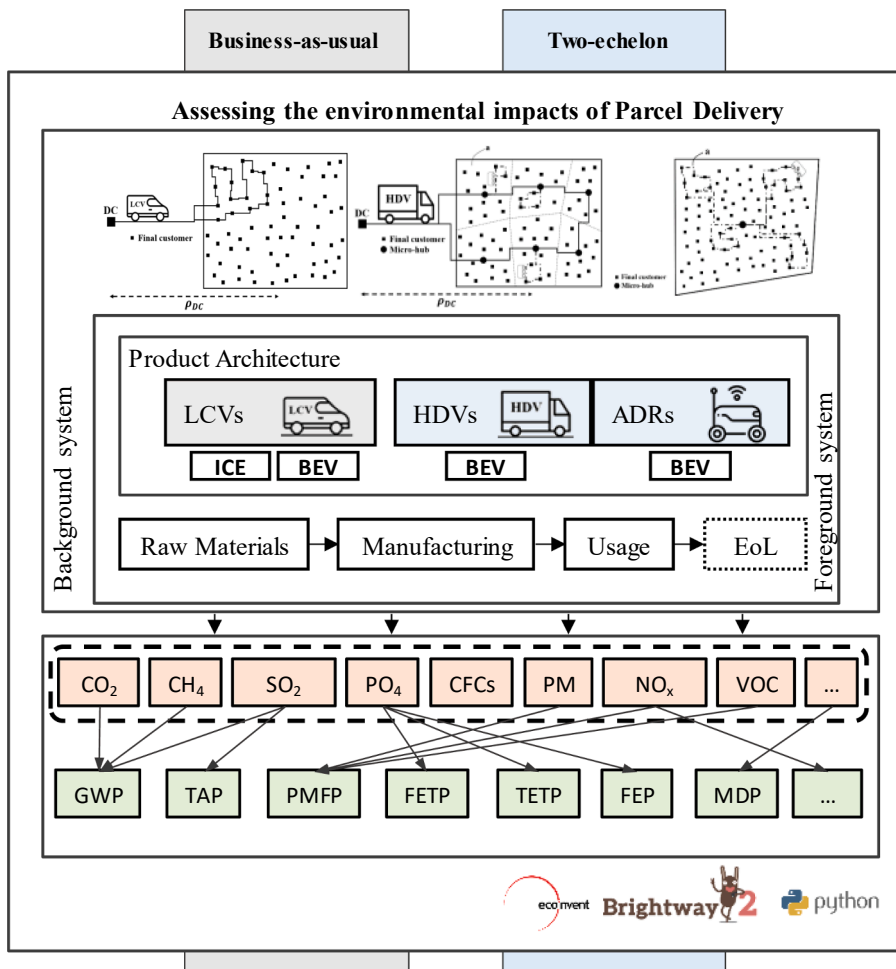 Business-as-usual
Two-echelon
Assessing the environmental impacts of Parcel Delivery
DC
LCV
▪ Final customer
ρDC
DC
HDV
▪ Final customer
● Micro-hub
a
ρDC
a
▪ Final customer
● Micro-hub
Background system
Foreground system
Product Architecture
LCVs
LCV
HDVs
HDV
ADRs
ICE
BEV
BEV
BEV
Raw Materials
Manufacturing
Usage
EoL
CO₂
CH₄
SO₂
PO₄
CFCs
PM
NOₓ
VOC
...
GWP
TAP
PMFP
FETP
TETP
FEP
MDP
...
ecoinvent
Brightway2
python